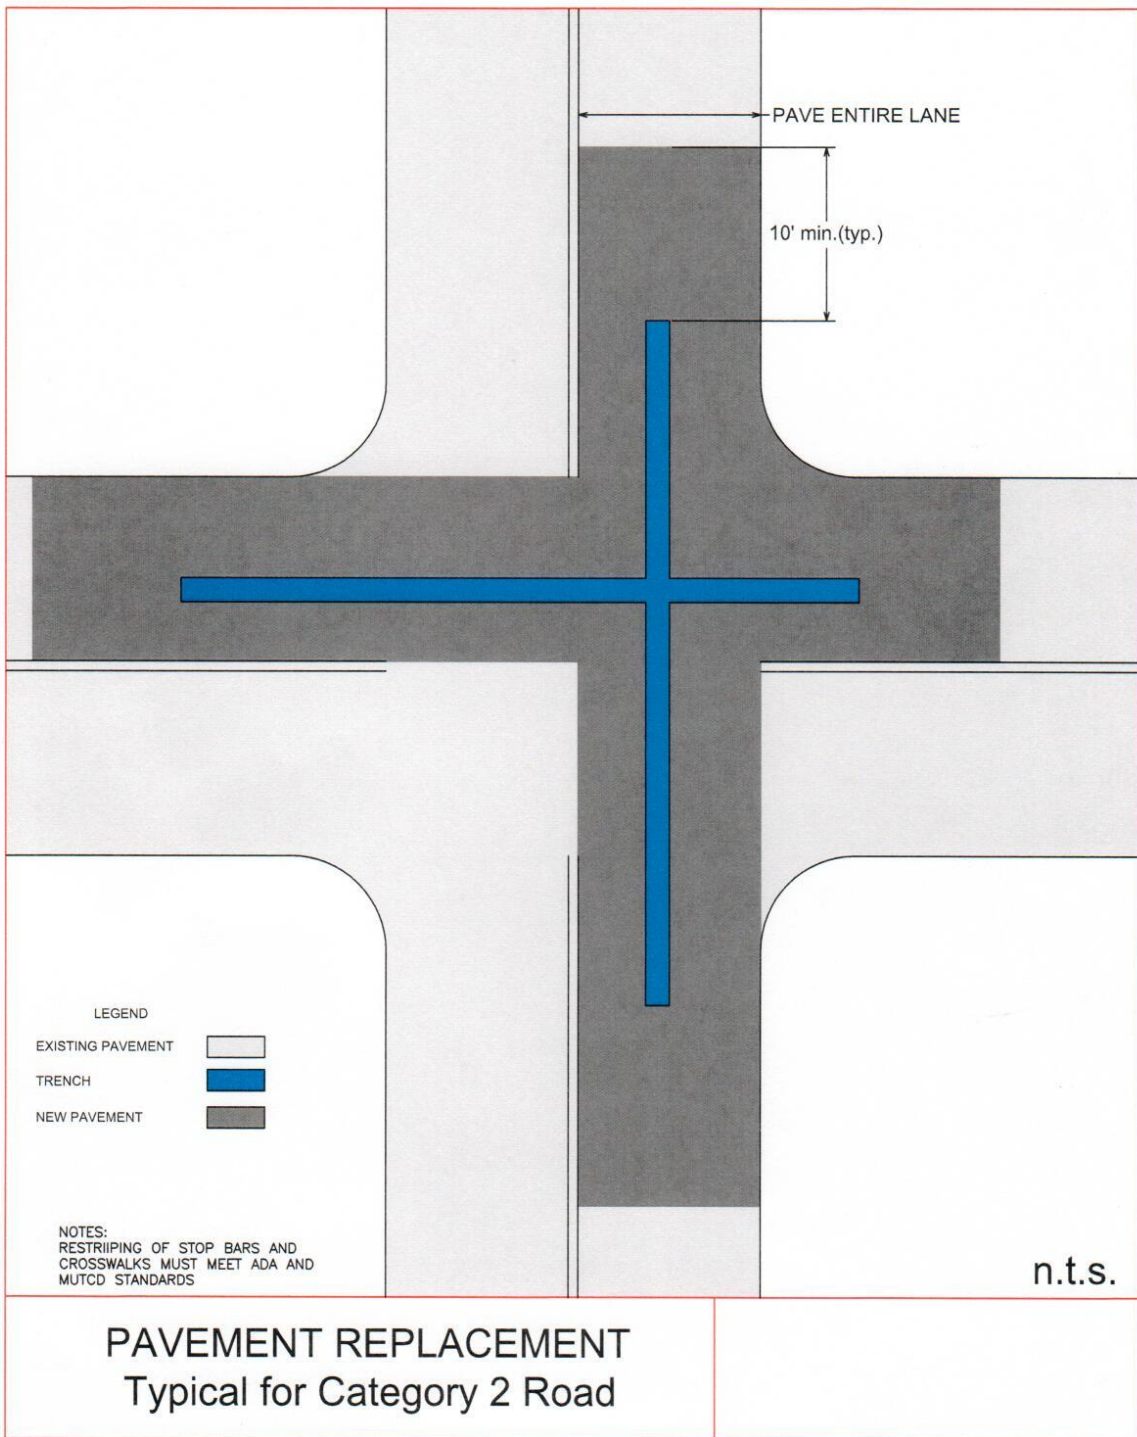 PAVE ENTIRE LANE
10' min.(typ.)
LEGEND
EXISTING PAVEMENT
TRENCH
NEW PAVEMENT
NOTES:
RESTRIIPING OF STOP BARS AND
CROSSWALKS MUST MEET ADA AND
MUTCD STANDARDS
n.t.s.
PAVEMENT REPLACEMENT
Typical for Category 2 Road